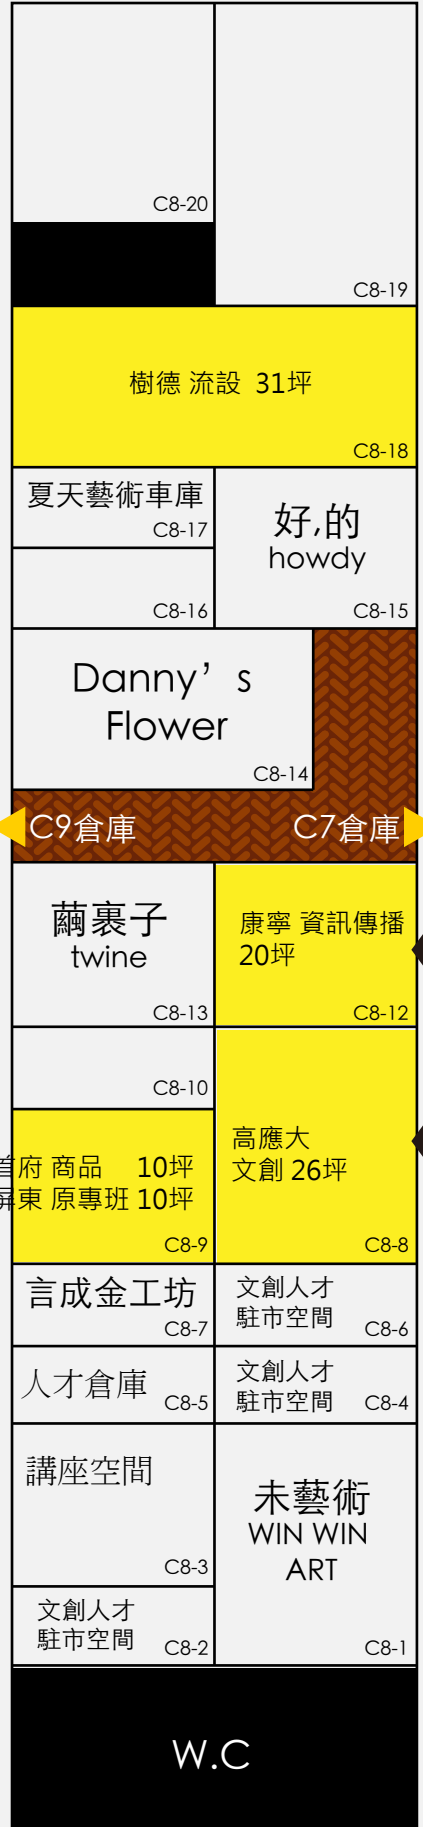 C8-20
C8-19
樹德 流設 31坪
C8-18
夏天藝術車庫
C8-17
好,的
howdy
C8-16
C8-15
Danny’s
Flower
C8-14
C9倉庫
C7倉庫
繭裹子
twine
C8-13
康寧 資訊傳播
20坪
C8-12
C8-10
高應大
文創 26坪
C8-8
首府 商品 10坪
屏東 原專班 10坪
C8-9
言成金工坊
C8-7
文創人才
駐市空間
C8-6
人才倉庫
C8-5
文創人才
駐市空間
C8-4
講座空間
C8-3
未藝術
WIN WIN
ART
C8-1
文創人才
駐市空間
C8-2
W.C